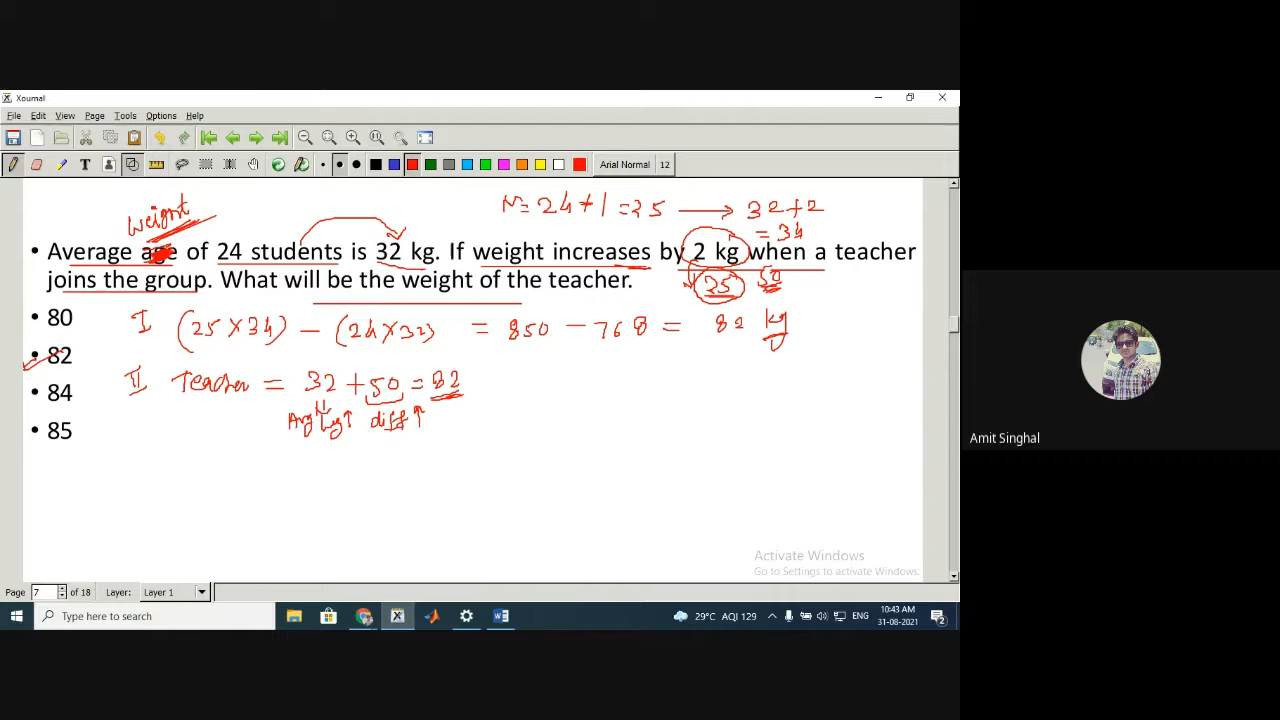 Xournal
File Edit View Page Tools Options Help
T Arial Normal 12
N = 24 + 1 = 25 → 32 + 2
= 34
weight
• Average age of 24 students is 32 kg. If weight increases by 2 kg when a teacher
joins the group. What will be the weight of the teacher.
25 50
• 80
I (25 × 34) − (24 × 32) = 850 − 768 = 82 kg
• 82
II Teacher = 32 + 50 = 82
• 84
Avg wg ↑ diff ↑
• 85
Amit Singhal
Activate Windows
Go to Settings to activate Windows.
Page 7 of 18 Layer: Layer 1
Type here to search
29°C AQI 129 ENG 10:43 AM
31-08-2021 2